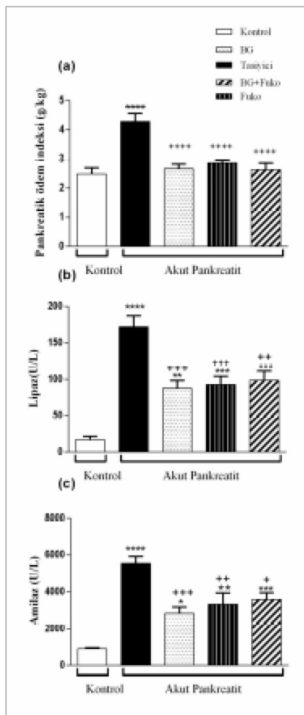 Kontrol
BG
Tasiyici
BG+Fuko
Fuko
(a)
Pankreatik ödem indeksi (g/kg)
5
4
3
2
1
0
****
++++
++++
++++
Kontrol
Akut Pankreatit
(b)
Lipaz(U/L)
200
150
100
50
0
****
+++
**
+++
***
++
***
Kontrol
Akut Pankreatit
(c)
Amilaz (U/L)
8000
6000
4000
2000
0
****
+++
*
++
**
+
***
Kontrol
Akut Pankreatit